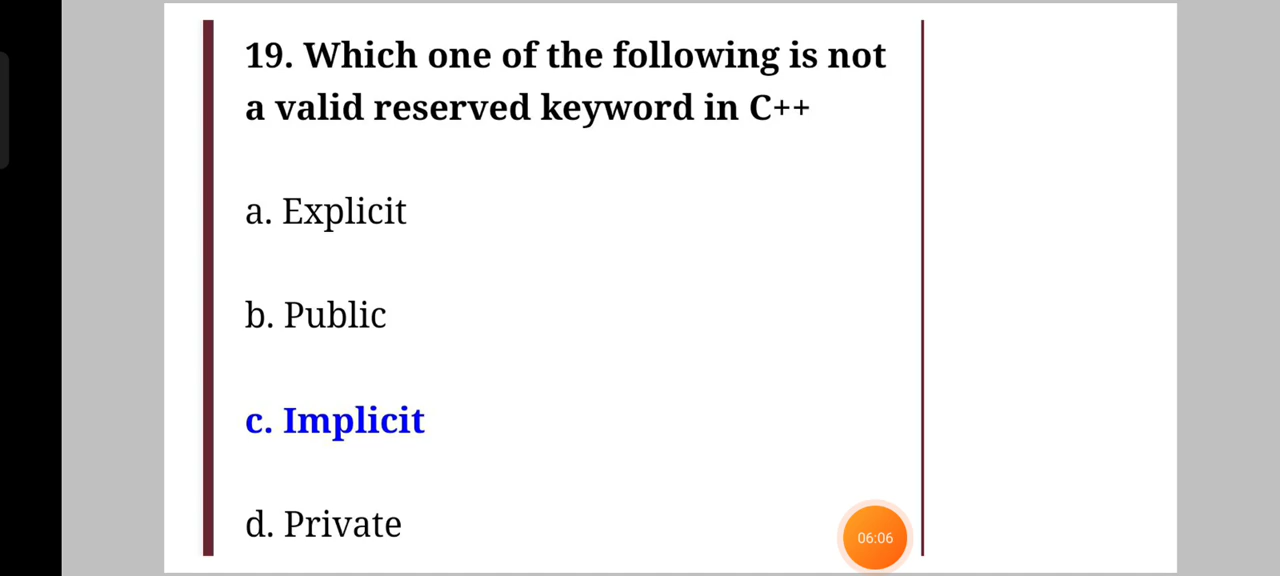 19. Which one of the following is not
a valid reserved keyword in C++
a. Explicit
b. Public
c. Implicit
d. Private
06:06